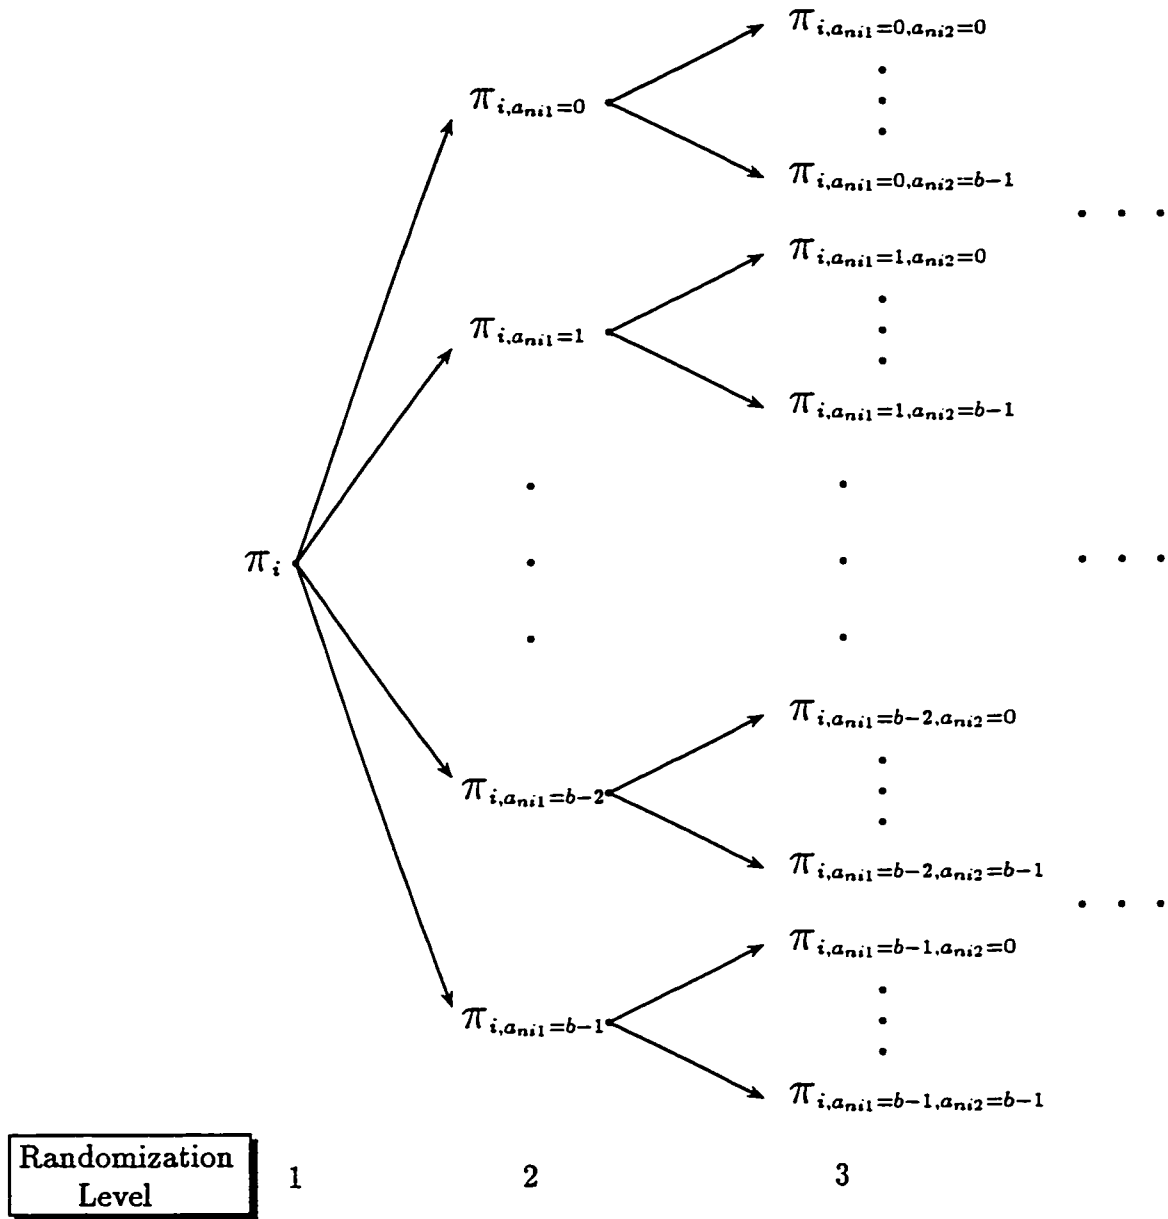 π_{i,a_{ni1}=0,a_{ni2}=0}
π_{i,a_{ni1}=0}
π_{i,a_{ni1}=0,a_{ni2}=b−1}
π_{i,a_{ni1}=1,a_{ni2}=0}
π_{i,a_{ni1}=1}
π_{i,a_{ni1}=1,a_{ni2}=b−1}
π_i
π_{i,a_{ni1}=b−2,a_{ni2}=0}
π_{i,a_{ni1}=b−2}
π_{i,a_{ni1}=b−2,a_{ni2}=b−1}
π_{i,a_{ni1}=b−1,a_{ni2}=0}
π_{i,a_{ni1}=b−1}
π_{i,a_{ni1}=b−1,a_{ni2}=b−1}
Randomization
Level
1 2 3